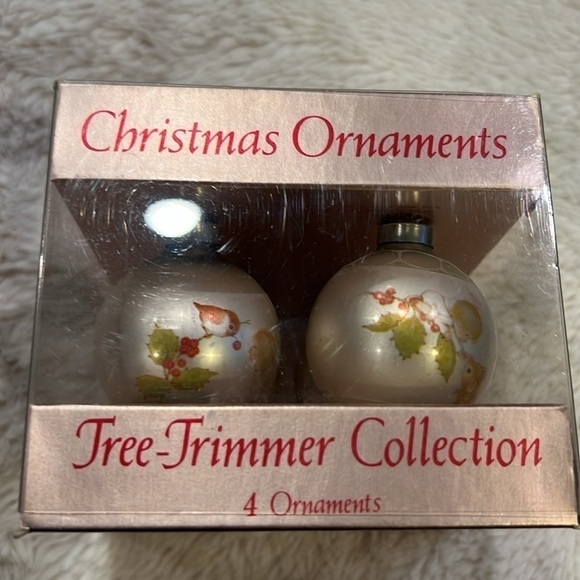 Christmas Ornaments
Tree-Trimmer Collection
4 Ornaments